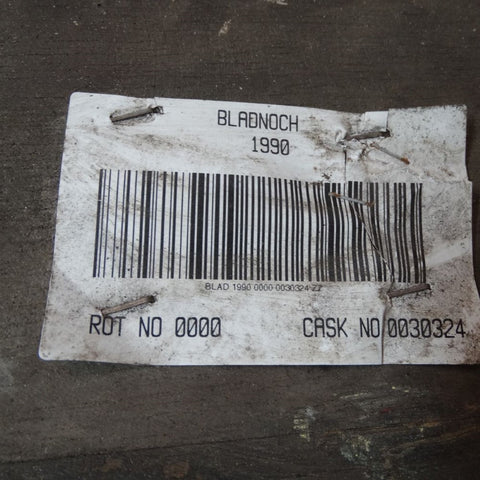 BLADNOCH
1990
BLAD 1990 0000 0030324 ZZ
ROT NO 0000
CASK NO 0030324